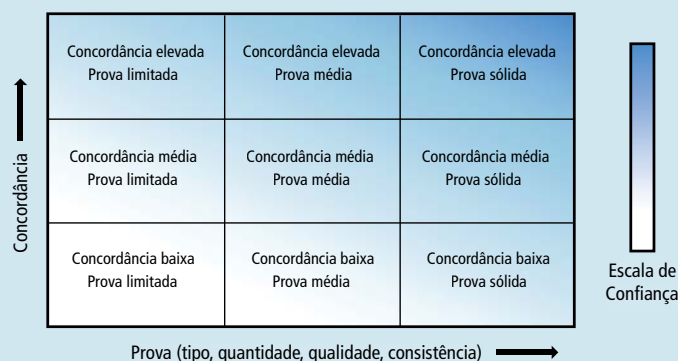 Concordância elevada
Prova limitada
Concordância elevada
Prova média
Concordância elevada
Prova sólida
Concordância média
Prova limitada
Concordância média
Prova média
Concordância média
Prova sólida
Concordância baixa
Prova limitada
Concordância baixa
Prova média
Concordância baixa
Prova sólida
Concordância
Prova (tipo, quantidade, qualidade, consistência)
Escala de
Confiança